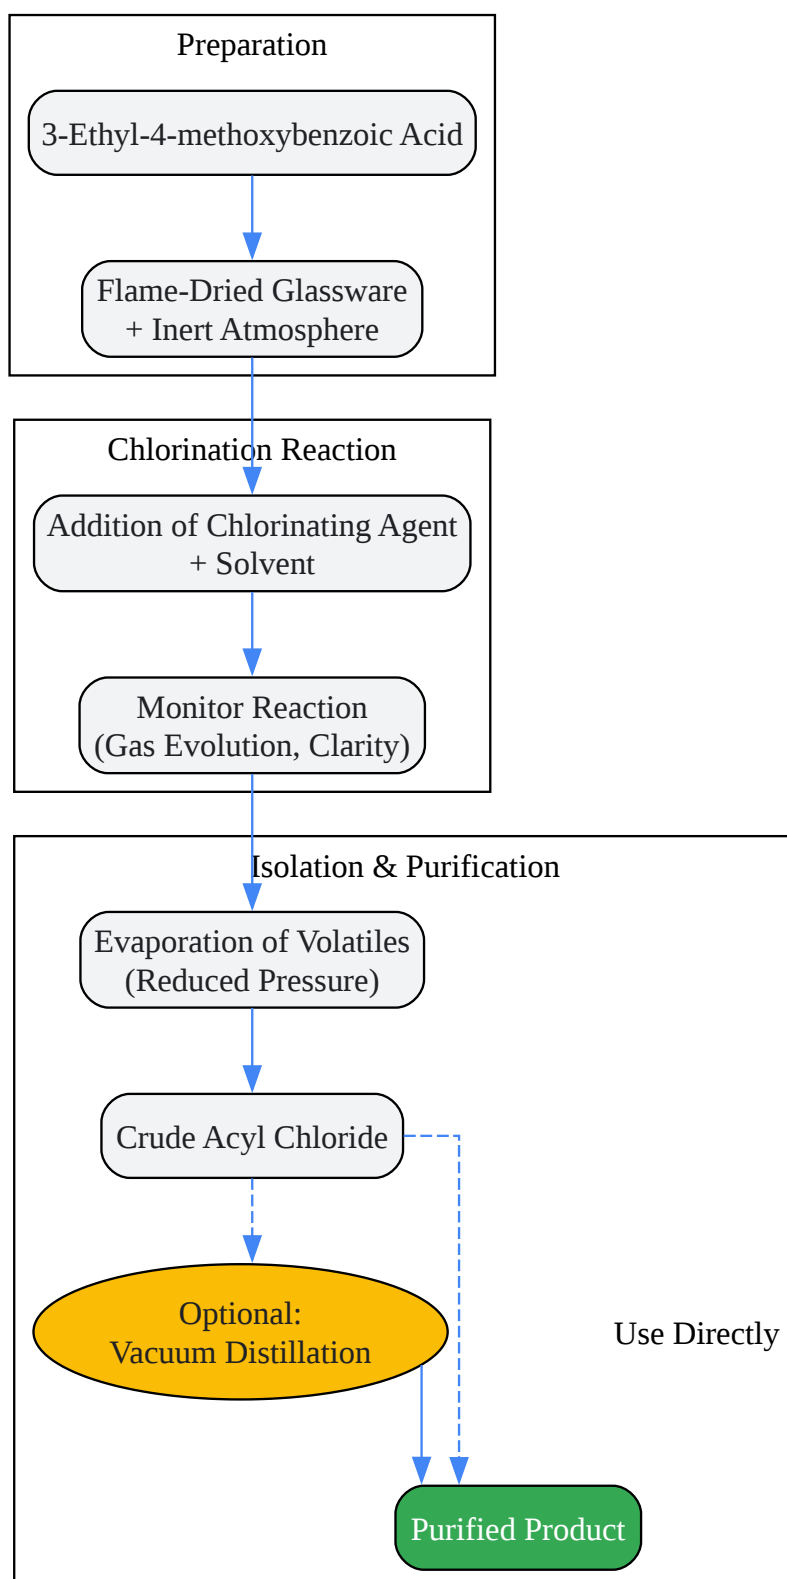 Preparation
3-Ethyl-4-methoxybenzoic Acid
Flame-Dried Glassware
+ Inert Atmosphere
Chlorination Reaction
Addition of Chlorinating Agent
+ Solvent
Monitor Reaction
(Gas Evolution, Clarity)
Isolation & Purification
Evaporation of Volatiles
(Reduced Pressure)
Crude Acyl Chloride
Optional:
Vacuum Distillation
Use Directly
Purified Product